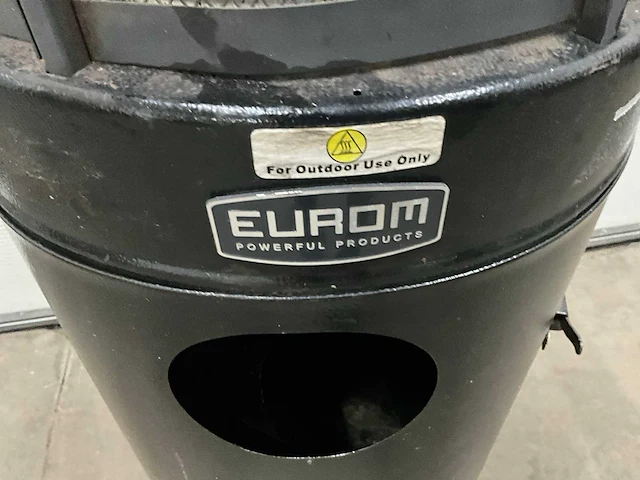 For Outdoor Use Only
EUROM
POWERFUL PRODUCTS